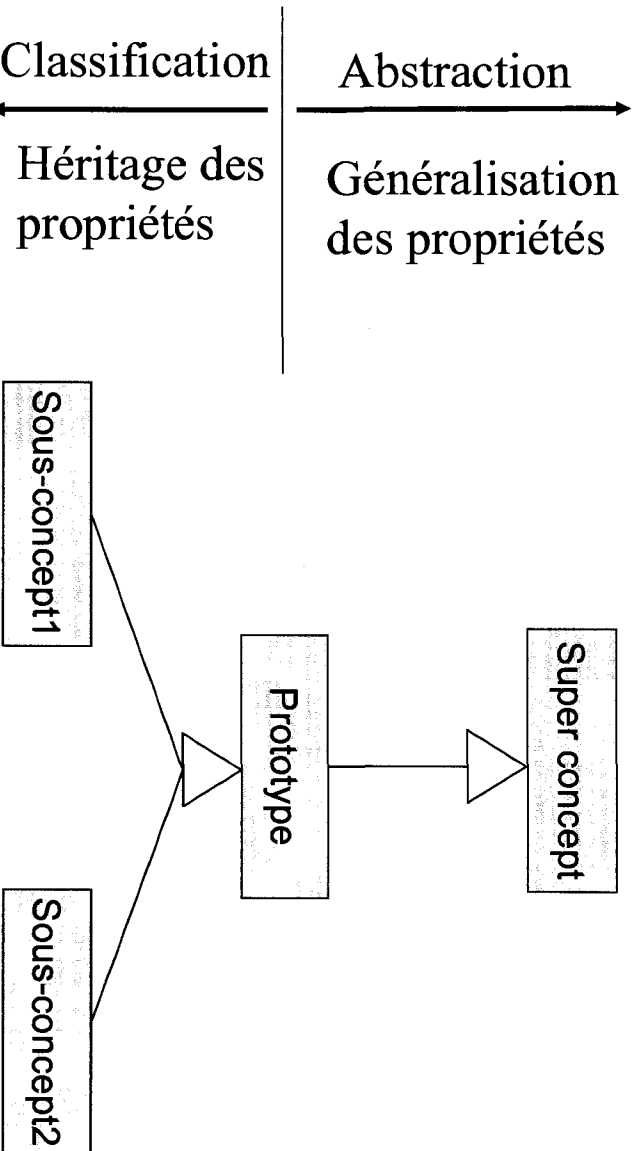 Classification
Abstraction
Héritage des
propriétés
Généralisation
des propriétés
Super concept
Prototype
Sous-concept1
Sous-concept2